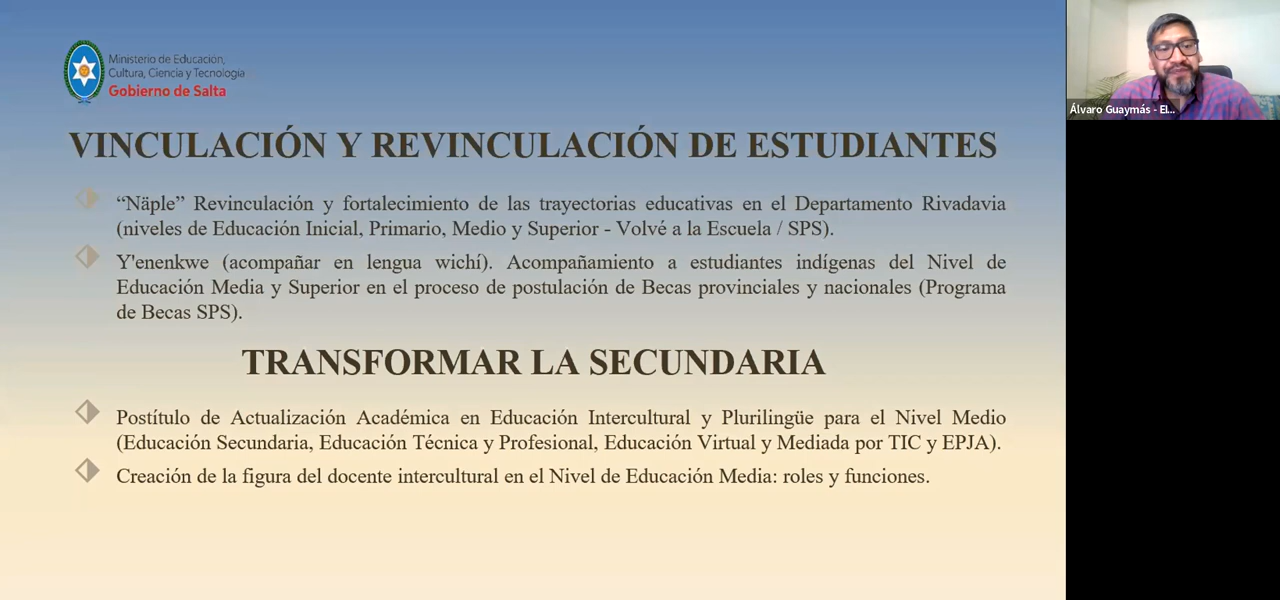 Ministerio de Educación,
Cultura, Ciencia y Tecnología
Gobierno de Salta
VINCULACIÓN Y REVINCULACIÓN DE ESTUDIANTES
“Näple” Revinculación y fortalecimiento de las trayectorias educativas en el Departamento Rivadavia
(niveles de Educación Inicial, Primario, Medio y Superior - Volvé a la Escuela / SPS).
Y'enenkwe (acompañar en lengua wichí). Acompañamiento a estudiantes indígenas del Nivel de
Educación Media y Superior en el proceso de postulación de Becas provinciales y nacionales (Programa
de Becas SPS).
TRANSFORMAR LA SECUNDARIA
Postítulo de Actualización Académica en Educación Intercultural y Plurilingüe para el Nivel Medio
(Educación Secundaria, Educación Técnica y Profesional, Educación Virtual y Mediada por TIC y EPJA).
Creación de la figura del docente intercultural en el Nivel de Educación Media: roles y funciones.
Álvaro Guaymás - EI...